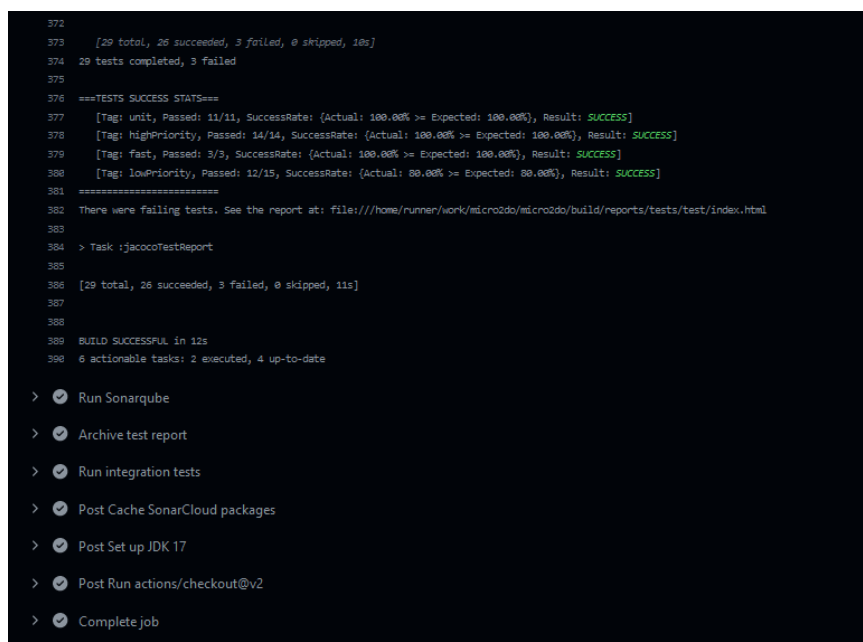 372
373 [29 total, 26 succeeded, 3 failed, 0 skipped, 10s]
374 29 tests completed, 3 failed
375
376 ===TESTS SUCCESS STATS===
377 [Tag: unit, Passed: 11/11, SuccessRate: {Actual: 100.00% >= Expected: 100.00%}, Result: SUCCESS]
378 [Tag: highPriority, Passed: 14/14, SuccessRate: {Actual: 100.00% >= Expected: 100.00%}, Result: SUCCESS]
379 [Tag: fast, Passed: 3/3, SuccessRate: {Actual: 100.00% >= Expected: 100.00%}, Result: SUCCESS]
380 [Tag: lowPriority, Passed: 12/15, SuccessRate: {Actual: 80.00% >= Expected: 80.00%}, Result: SUCCESS]
381 =========================
382 There were failing tests. See the report at: file:///home/runner/work/micro2do/micro2do/build/reports/tests/test/index.html
383
384 > Task :jacocoTestReport
385
386 [29 total, 26 succeeded, 3 failed, 0 skipped, 11s]
387
388
389 BUILD SUCCESSFUL in 12s
390 6 actionable tasks: 2 executed, 4 up-to-date
Run Sonarqube
Archive test report
Run integration tests
Post Cache SonarCloud packages
Post Set up JDK 17
Post Run actions/checkout@v2
Complete job